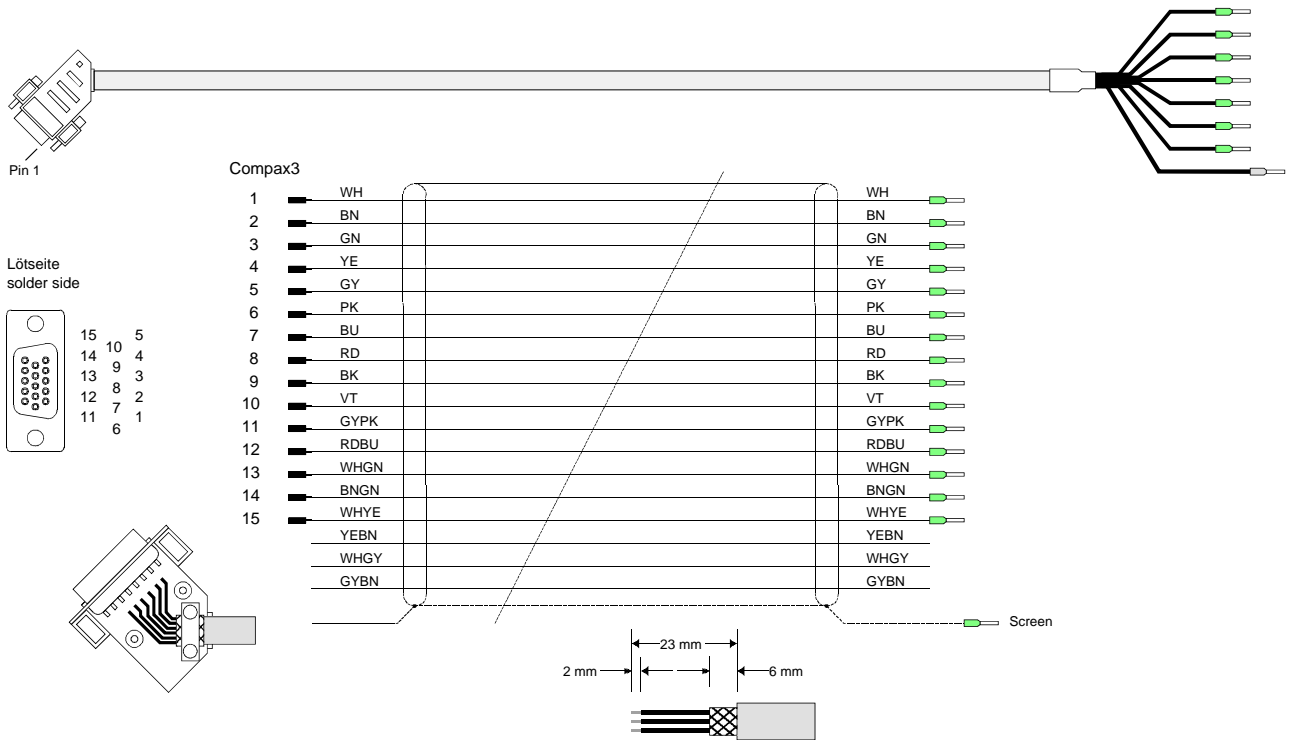 Pin 1
Compax3
1 WH WH
2 BN BN
3 GN GN
4 YE YE
5 GY GY
6 PK PK
7 BU BU
8 RD RD
9 BK BK
10 VT VT
11 GYPK GYPK
12 RDBU RDBU
13 WHGN WHGN
14 BNGN BNGN
15 WHYE WHYE
YEBN YEBN
WHGY WHGY
GYBN GYBN
Screen
Lötseite
solder side
15 5
10
14 4
9
13 3
8
12 2
7
11 1
6
23 mm
2 mm 6 mm